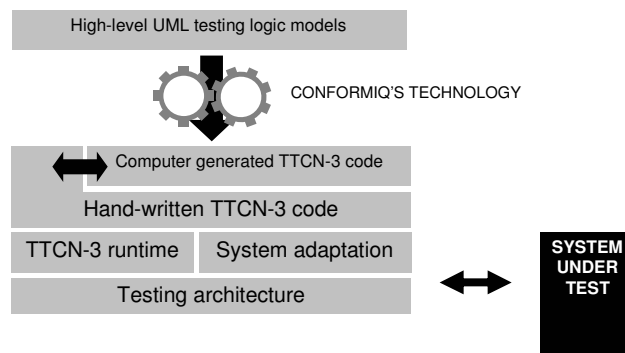 High-level UML testing logic models
CONFORMIQ'S TECHNOLOGY
Computer generated TTCN-3 code
Hand-written TTCN-3 code
TTCN-3 runtime
System adaptation
Testing architecture
SYSTEM
UNDER
TEST